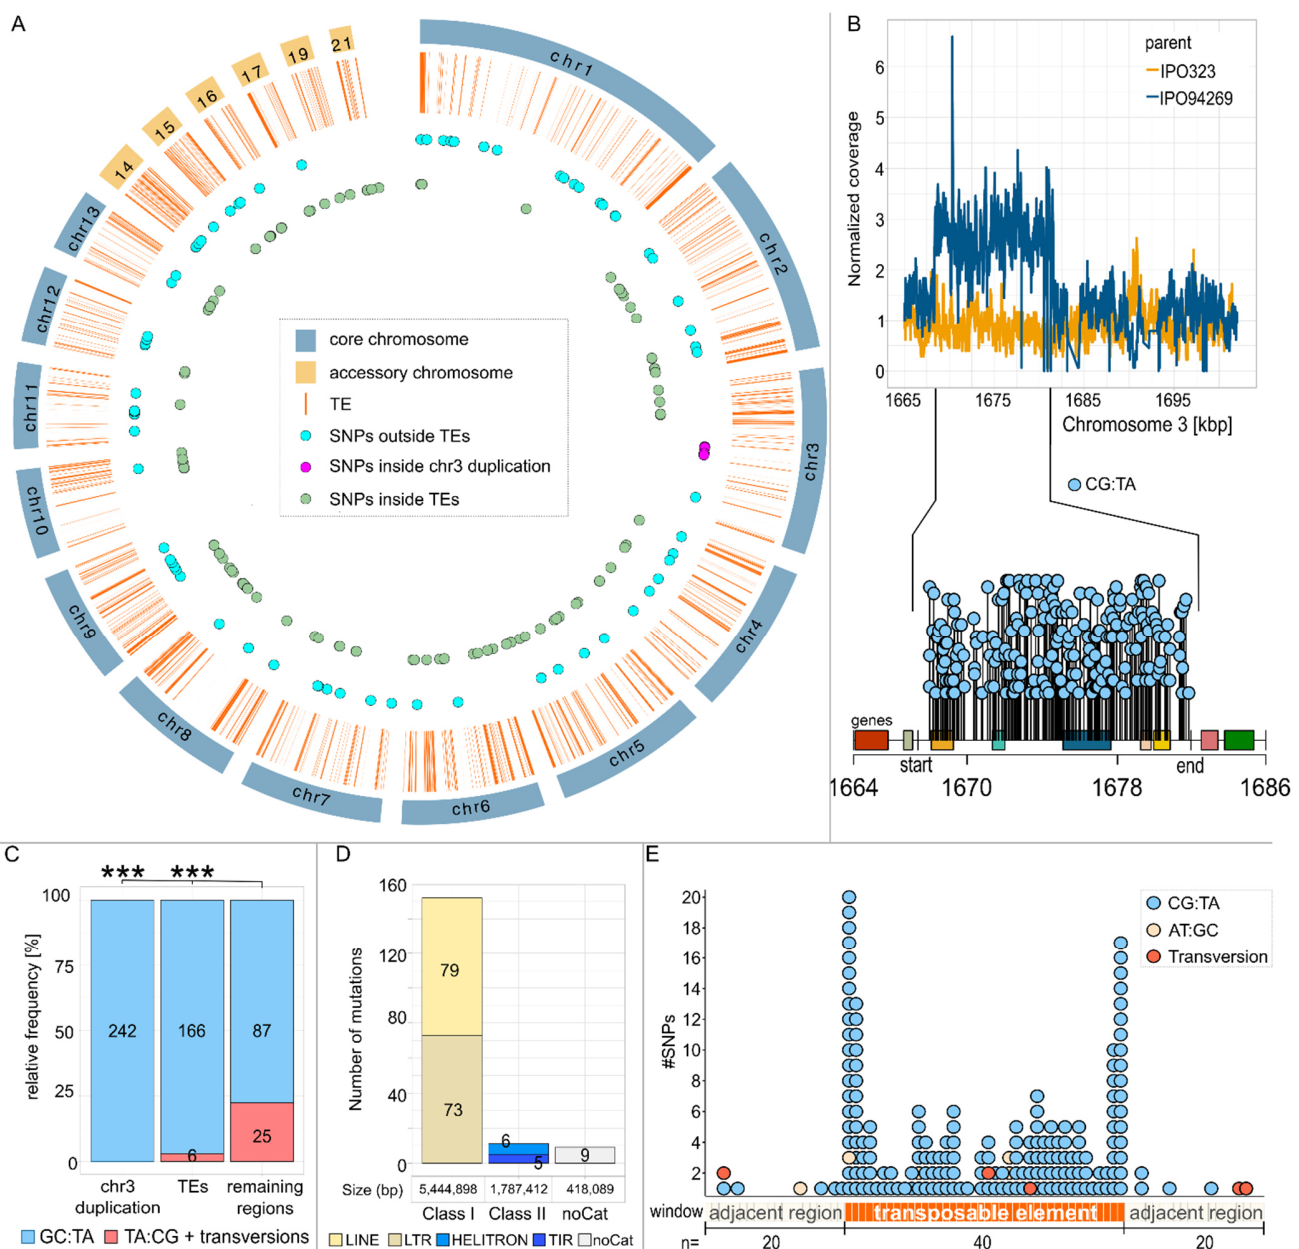 A
chr1
chr2
chr3
chr4
chr5
chr6
chr7
chr8
chr9
chr10
chr11
chr12
chr13
14
15
16
17
19
21
core chromosome
accessory chromosome
TE
SNPs outside TEs
SNPs inside chr3 duplication
SNPs inside TEs
B
parent
IPO323
IPO94269
Normalized coverage
6
5
4
3
2
1
0
1665 1675 1685 1695
Chromosome 3 [kbp]
CG:TA
genes
start end
1664 1670 1678 1686
C
*** ***
relative frequency [%]
100
75
50
25
0
242 166 87
6 25
chr3 duplication
TEs
remaining regions
GC:TA TA:CG + transversions
D
Number of mutations
160
120
80
40
0
79
73
6
5
9
Size (bp) 5,444,898 1,787,412 418,089
Class I Class II noCat
LINE LTR HELITRON TIR noCat
E
#SNPs
20
18
16
14
12
10
8
6
4
2
CG:TA
AT:GC
Transversion
window adjacent region transposable element adjacent region
n= 20 40 20